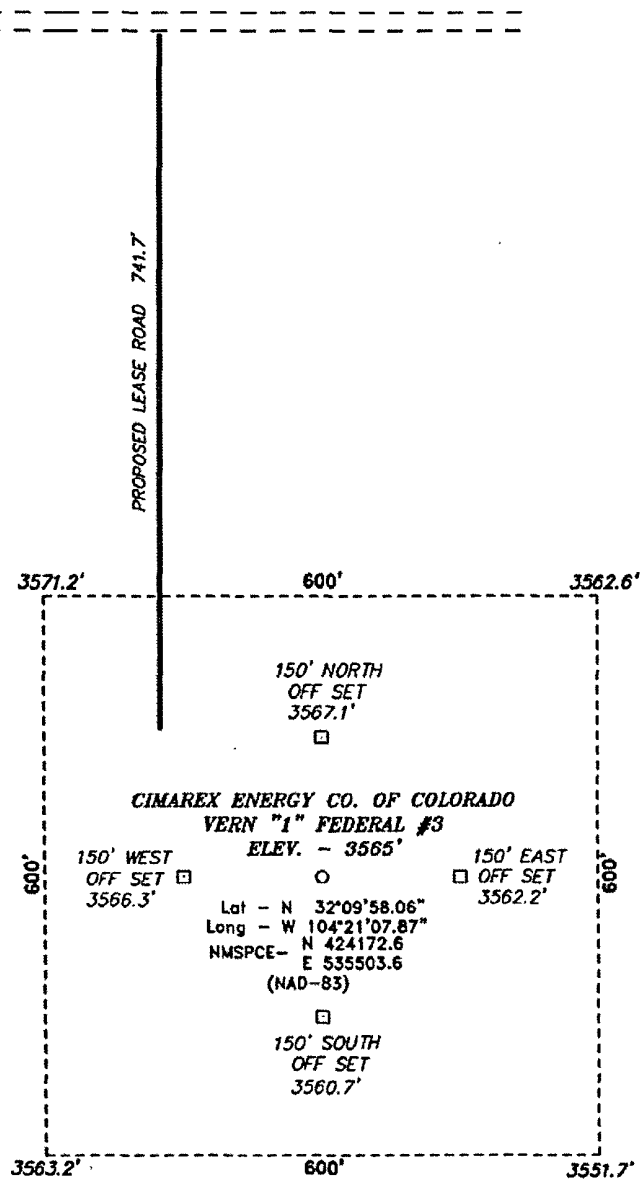 PROPOSED LEASE ROAD 741.7'
3571.2'
600'
3562.6'
150' NORTH
OFF SET
3567.1'
CIMAREX ENERGY CO. OF COLORADO
VERN "1" FEDERAL #3
ELEV. - 3565'
600'
150' WEST
OFF SET
3566.3'
150' EAST
OFF SET
3562.2'
600'
Lat - N 32°09'58.06"
Long - W 104°21'07.87"
NMSPCE- N 424172.6
E 535503.6
(NAD-83)
150' SOUTH
OFF SET
3560.7'
3563.2'
600'
3551.7'